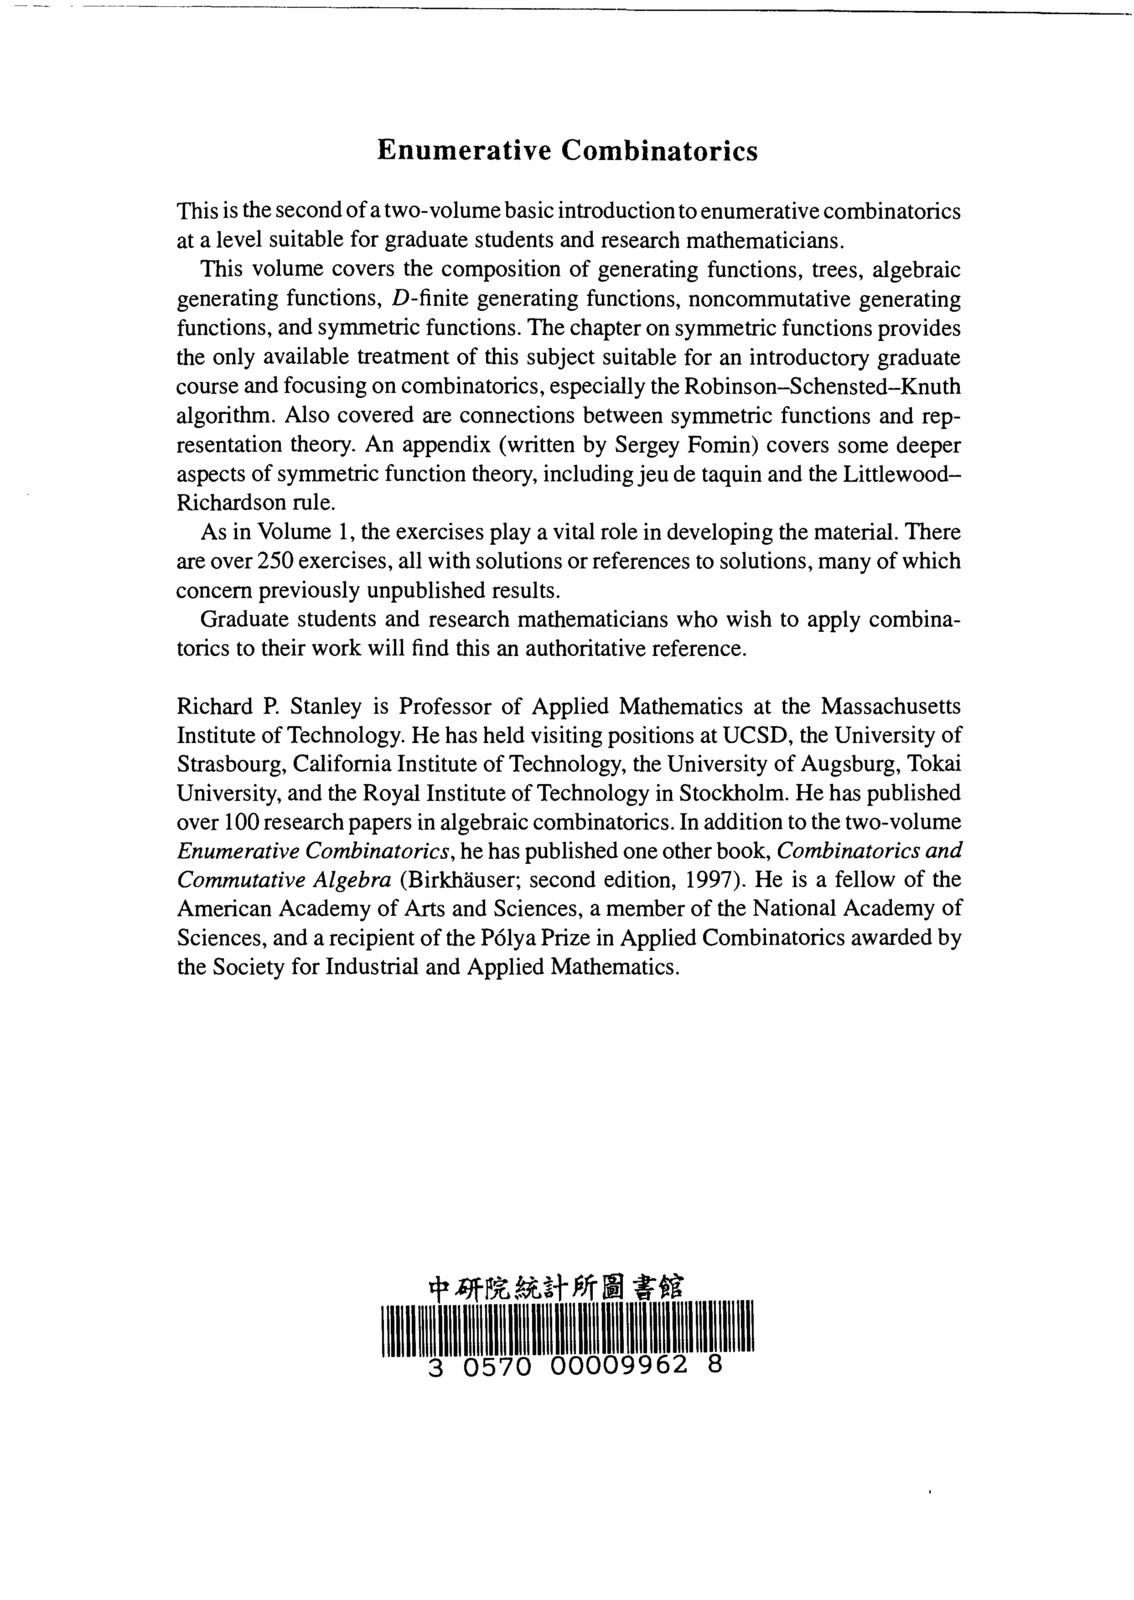 Enumerative Combinatorics
This is the second of a two-volume basic introduction to enumerative combinatorics
at a level suitable for graduate students and research mathematicians.
This volume covers the composition of generating functions, trees, algebraic
generating functions, D-finite generating functions, noncommutative generating
functions, and symmetric functions. The chapter on symmetric functions provides
the only available treatment of this subject suitable for an introductory graduate
course and focusing on combinatorics, especially the Robinson–Schensted–Knuth
algorithm. Also covered are connections between symmetric functions and rep-
resentation theory. An appendix (written by Sergey Fomin) covers some deeper
aspects of symmetric function theory, including jeu de taquin and the Littlewood–
Richardson rule.
As in Volume 1, the exercises play a vital role in developing the material. There
are over 250 exercises, all with solutions or references to solutions, many of which
concern previously unpublished results.
Graduate students and research mathematicians who wish to apply combina-
torics to their work will find this an authoritative reference.
Richard P. Stanley is Professor of Applied Mathematics at the Massachusetts
Institute of Technology. He has held visiting positions at UCSD, the University of
Strasbourg, California Institute of Technology, the University of Augsburg, Tokai
University, and the Royal Institute of Technology in Stockholm. He has published
over 100 research papers in algebraic combinatorics. In addition to the two-volume
Enumerative Combinatorics, he has published one other book, Combinatorics and
Commutative Algebra (Birkhäuser; second edition, 1997). He is a fellow of the
American Academy of Arts and Sciences, a member of the National Academy of
Sciences, and a recipient of the Pólya Prize in Applied Combinatorics awarded by
the Society for Industrial and Applied Mathematics.
中研院統計所圖書館
3 0570 00009962 8